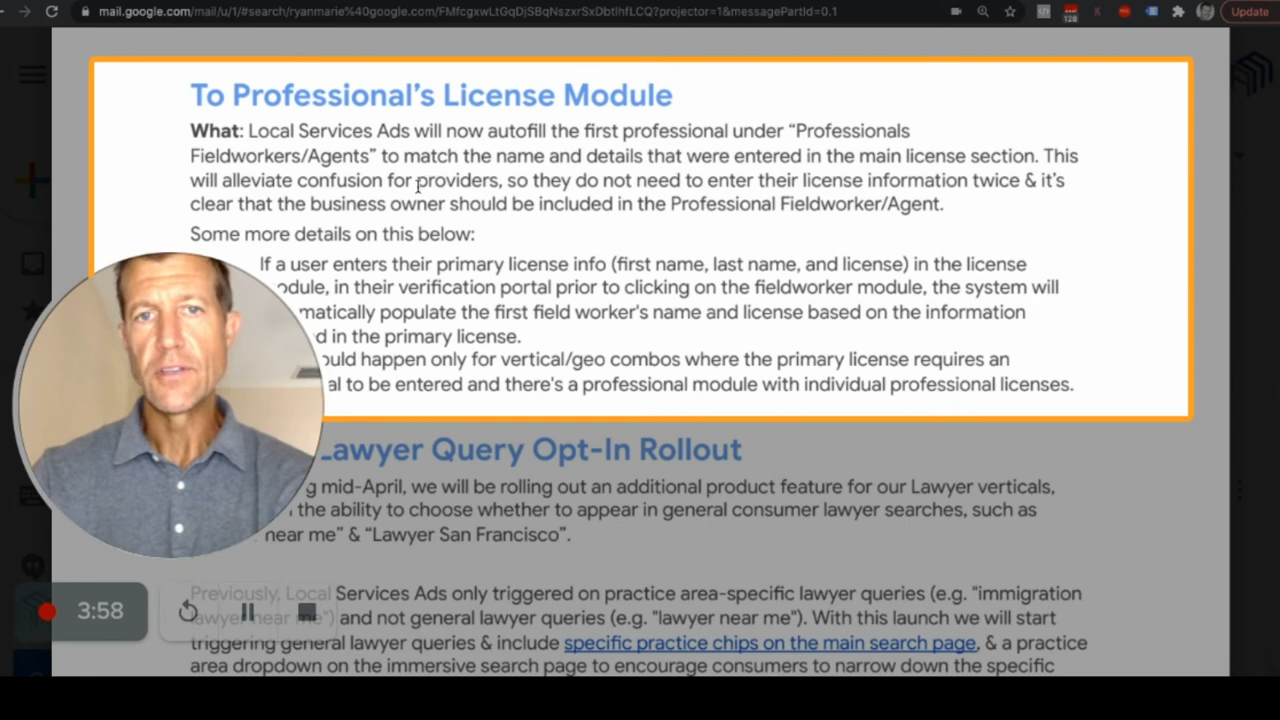 mail.google.com/mail/u/1/#search/ryanmarie%40google.com/FMfcgxwLtGqDjSBqNszxrSxDbtlhfLCQ?projector=1&messagePartId=0.1
128
K
Update
To Professional's License Module
What: Local Services Ads will now autofill the first professional under “Professionals
Fieldworkers/Agents” to match the name and details that were entered in the main license section. This
will alleviate confusion for providers, so they do not need to enter their license information twice & it's
clear that the business owner should be included in the Professional Fieldworker/Agent.
Some more details on this below:
If a user enters their primary license info (first name, last name, and license) in the license
odule, in their verification portal prior to clicking on the fieldworker module, the system will
matically populate the first field worker's name and license based on the information
d in the primary license.
ould happen only for vertical/geo combos where the primary license requires an
al to be entered and there's a professional module with individual professional licenses.
Lawyer Query Opt-In Rollout
g mid-April, we will be rolling out an additional product feature for our Lawyer verticals,
the ability to choose whether to appear in general consumer lawyer searches, such as
near me” & “Lawyer San Francisco”.
Previously, Local Services Ads only triggered on practice area-specific lawyer queries (e.g. "immigration
lawyer near me") and not general lawyer queries (e.g. "lawyer near me"). With this launch we will start
triggering general lawyer queries & include specific practice chips on the main search page, & a practice
area dropdown on the immersive search page to encourage consumers to narrow down the specific
3:58